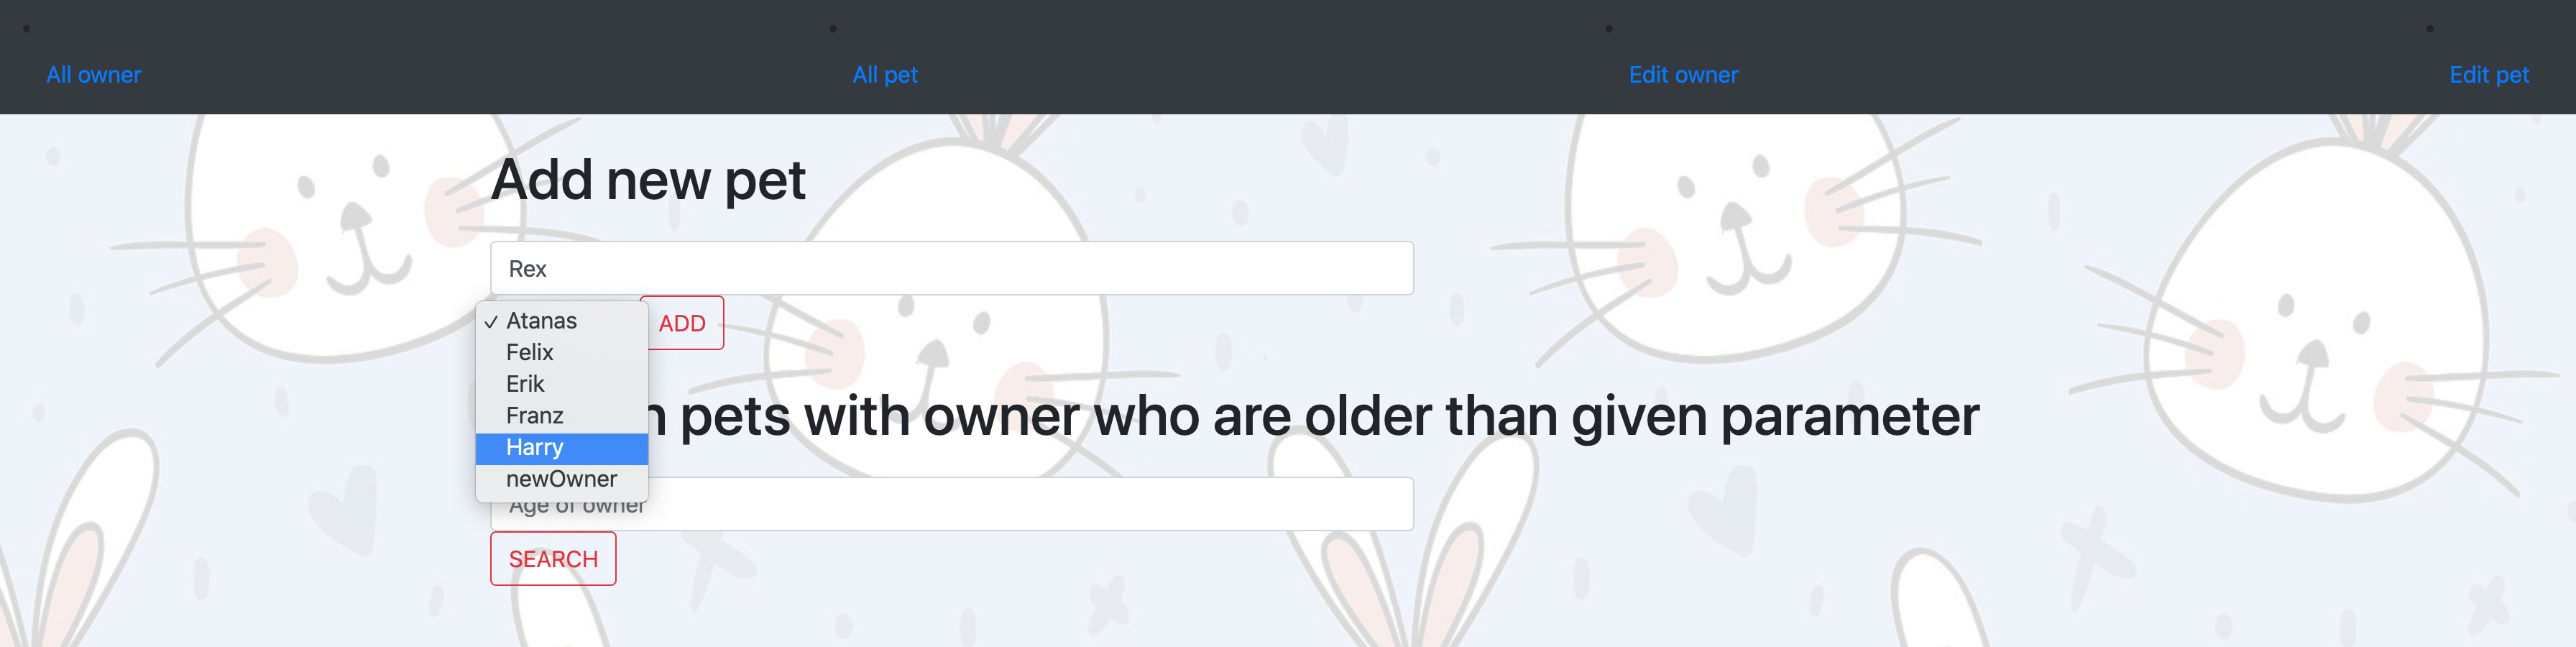 All owner
All pet
Edit owner
Edit pet
Add new pet
Rex
✓ Atanas
ADD
Felix
Erik
Franz
pets with owner who are older than given parameter
Harry
newOwner
Age of owner
SEARCH